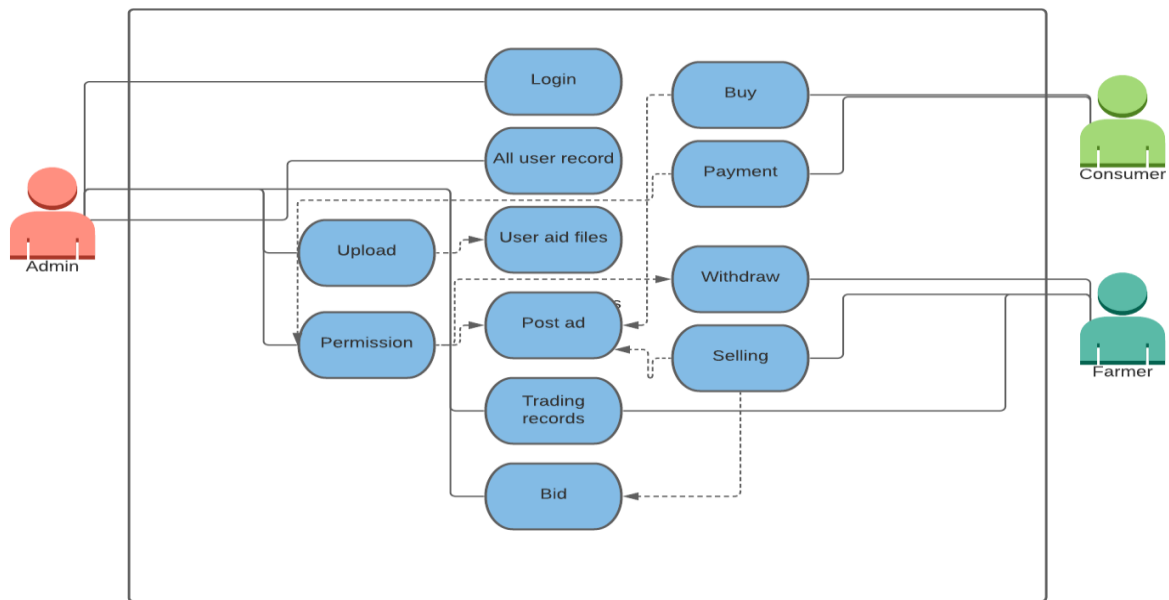 Login
Buy
All user record
Payment
Consumer
User aid files
Upload
Admin
Withdraw
s
Post ad
Permission
Selling
Farmer
Trading
records
Bid